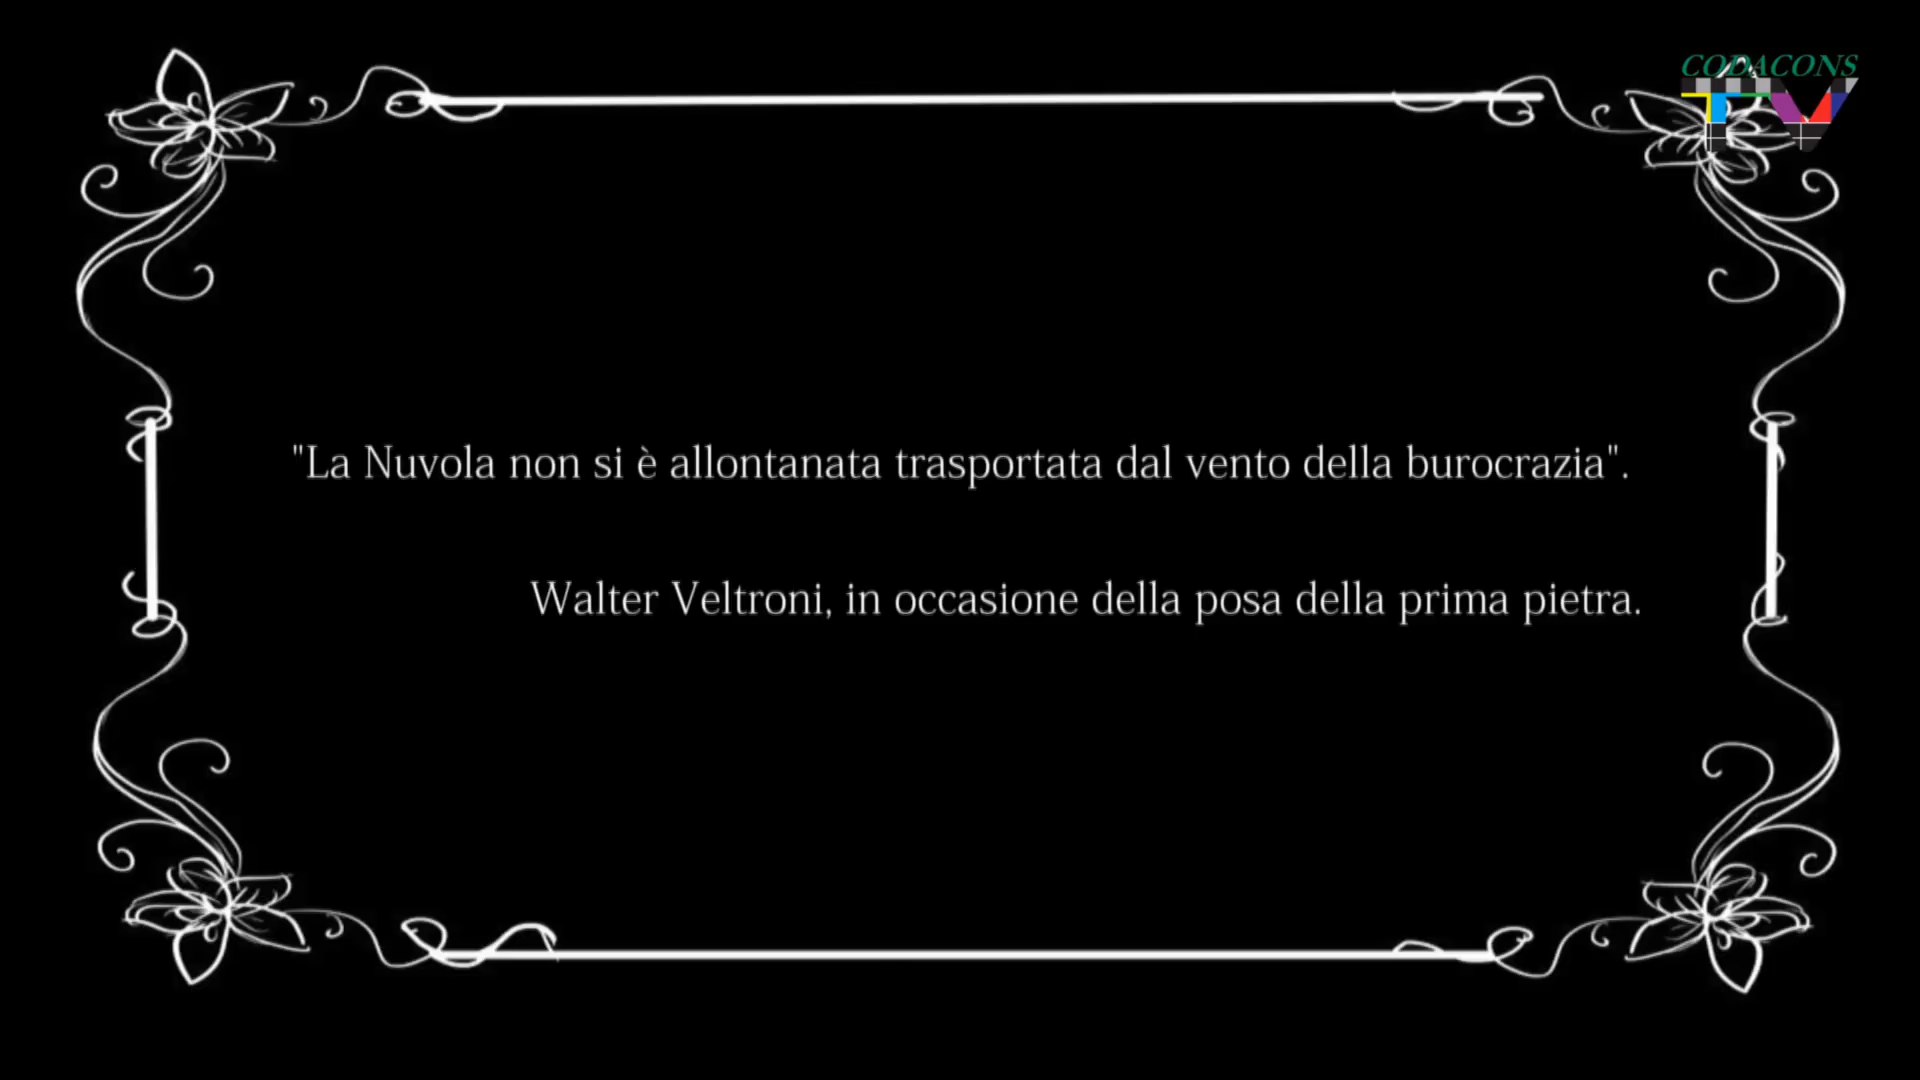 CODACONS
TV
"La Nuvola non si è allontanata trasportata dal vento della burocrazia".
Walter Veltroni, in occasione della posa della prima pietra.